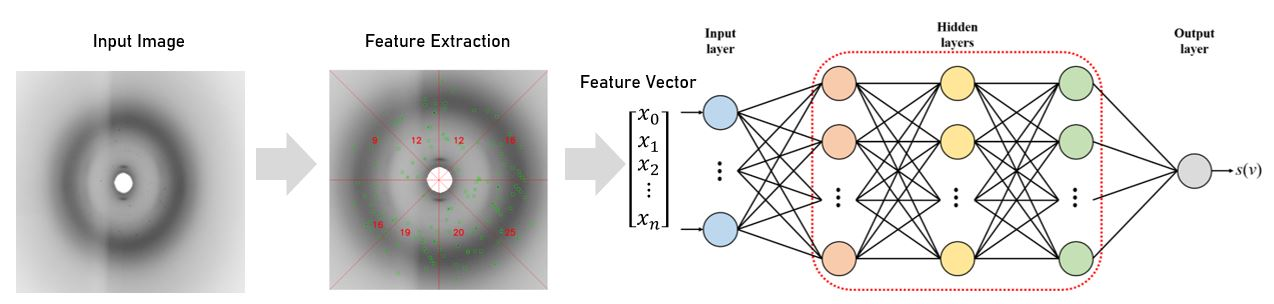 Input Image
Feature Extraction
9
12
12
16
16
19
20
25
Feature Vector
x₀
x₁
x₂
⋮
xₙ
Input
layer
Hidden
layers
Output
layer
s(v)